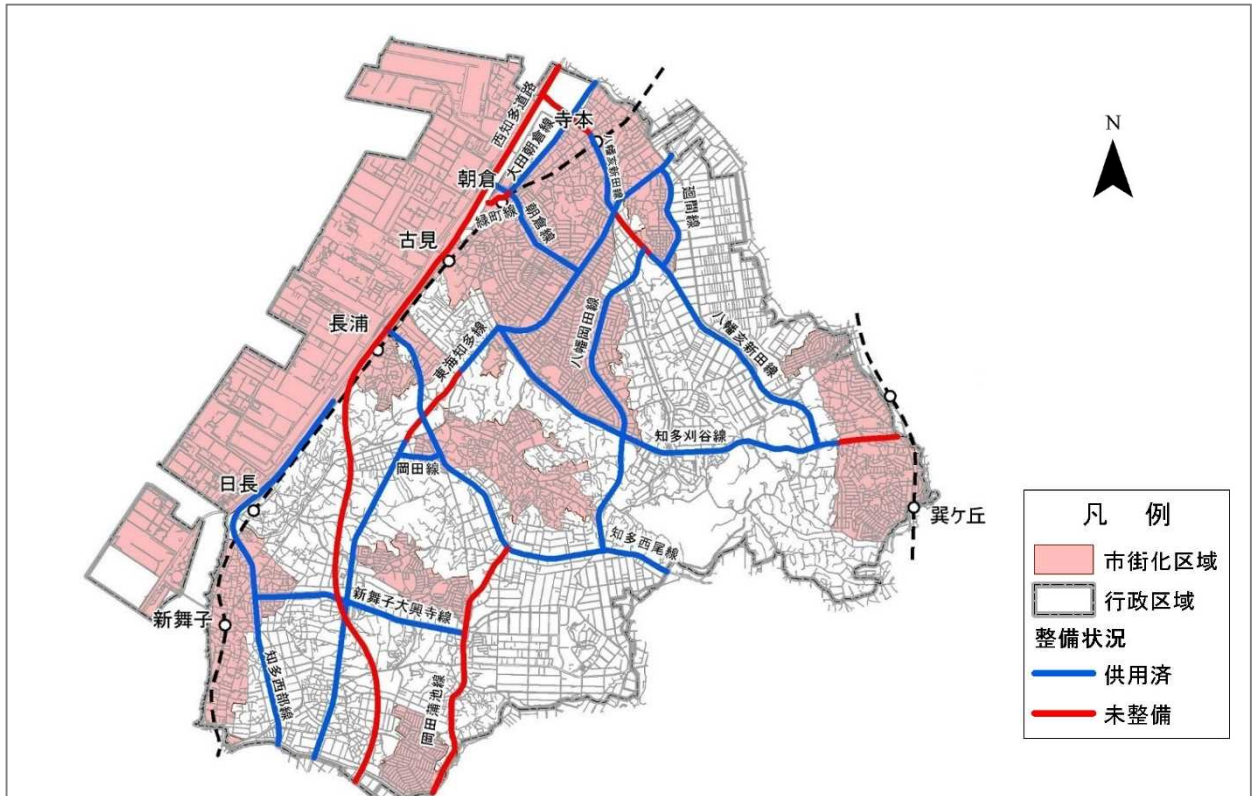 N
西知多道路
寺本
大田朝倉線
八幡亥新田線
朝倉
緑町線
朝倉線
週間線
古見
長浦
東海知多線
八幡岡田線
八幡亥新田線
知多刈谷線
岡田線
日長
巽ケ丘
知多西尾線
新舞子
新舞子大興寺線
知多西部線
岡田蒲池線
凡 例
市街化区域
行政区域
整備状況
供用済
未整備